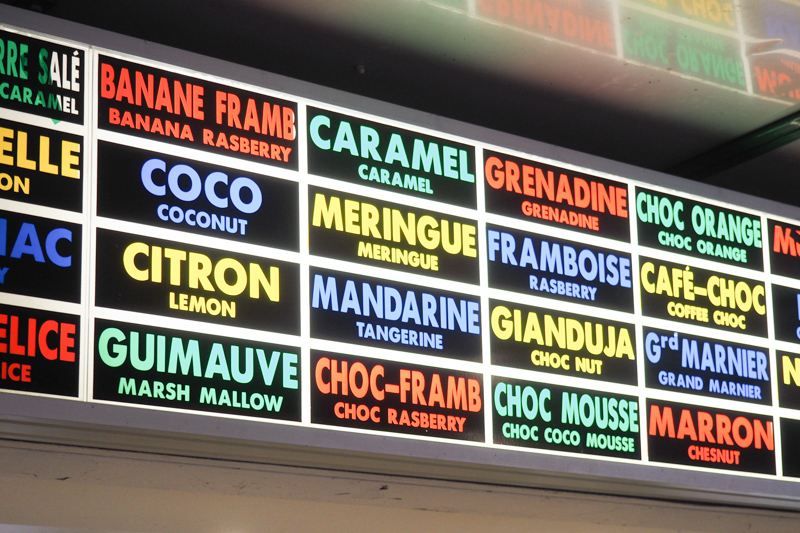 RRE SALÉ
CARAMEL
ELLE
ON
AC
Y
ELICE
ICE
BANANE FRAMB
BANANA RASBERRY
COCO
COCONUT
CITRON
LEMON
GUIMAUVE
MARSH MALLOW
CARAMEL
CARAMEL
MERINGUE
MERINGUE
MANDARINE
TANGERINE
CHOC-FRAMB
CHOC RASBERRY
GRENADINE
GRENADINE
FRAMBOISE
RASBERRY
GIANDUJA
CHOC NUT
CHOC MOUSSE
CHOC COCO MOUSSE
CHOC ORANGE
CHOC ORANGE
CAFÉ-CHOC
COFFEE CHOC
Grd MARNIER
GRAND MARNIER
MARRON
CHESNUT